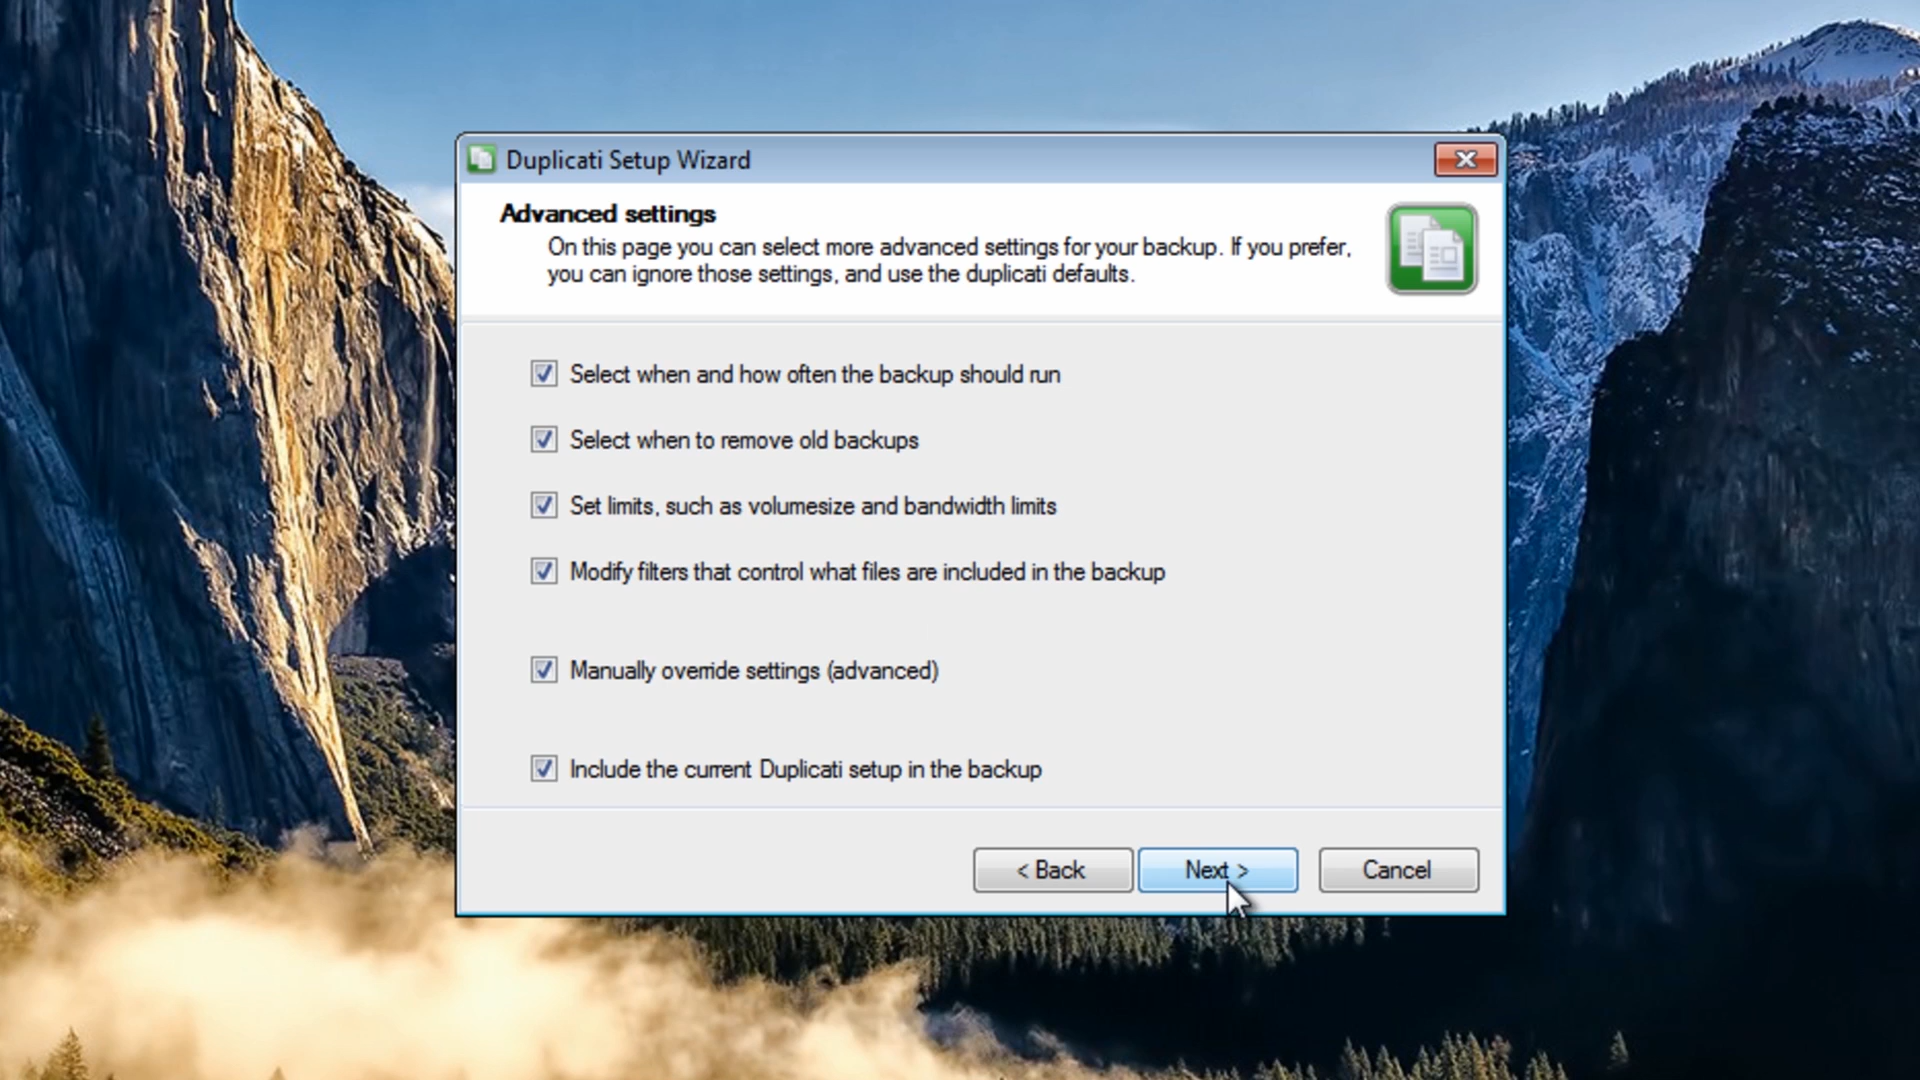 Duplicati Setup Wizard
Advanced settings
On this page you can select more advanced settings for your backup. If you prefer,
you can ignore those settings, and use the duplicati defaults.
Select when and how often the backup should run
Select when to remove old backups
Set limits, such as volumesize and bandwidth limits
Modify filters that control what files are included in the backup
Manually override settings (advanced)
Include the current Duplicati setup in the backup
< Back
Next >
Cancel